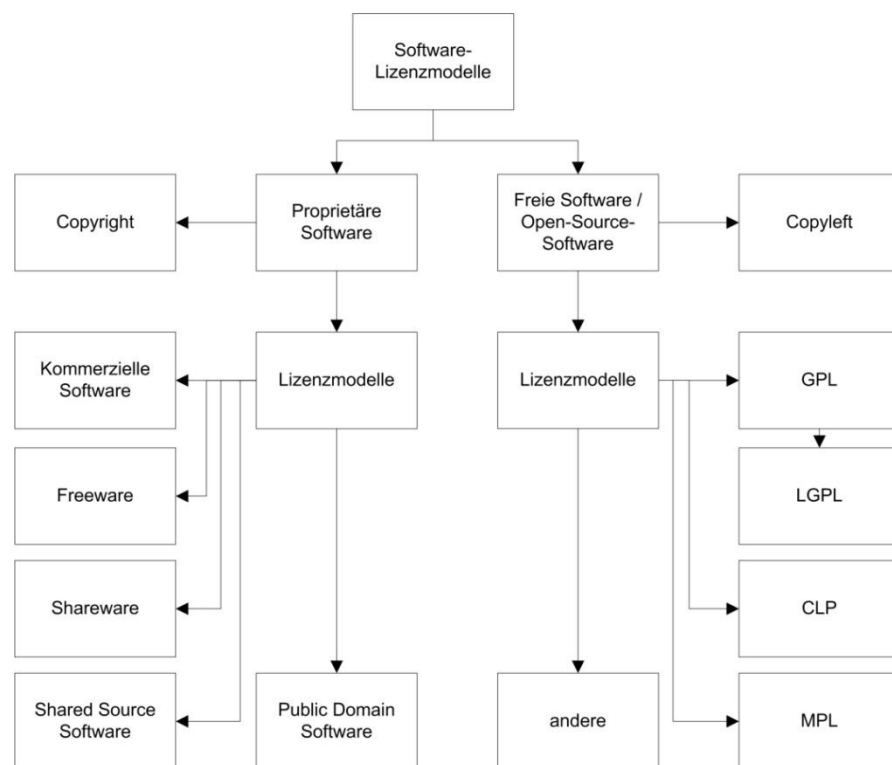 Software-
Lizenzmodelle
Copyright
Proprietäre
Software
Freie Software /
Open-Source-
Software
Copyleft
Kommerzielle
Software
Lizenzmodelle
Lizenzmodelle
GPL
Freeware
LGPL
Shareware
CLP
Shared Source
Software
Public Domain
Software
andere
MPL